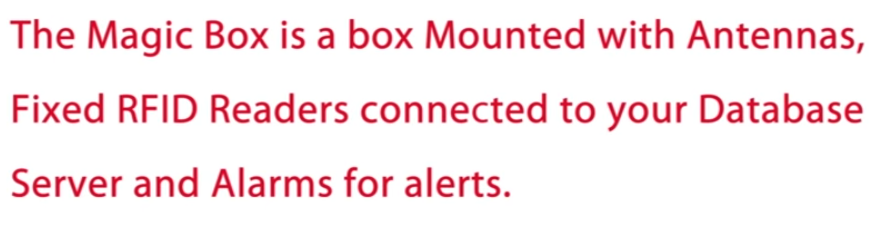 The Magic Box is a box Mounted with Antennas,
Fixed RFID Readers connected to your Database
Server and Alarms for alerts.